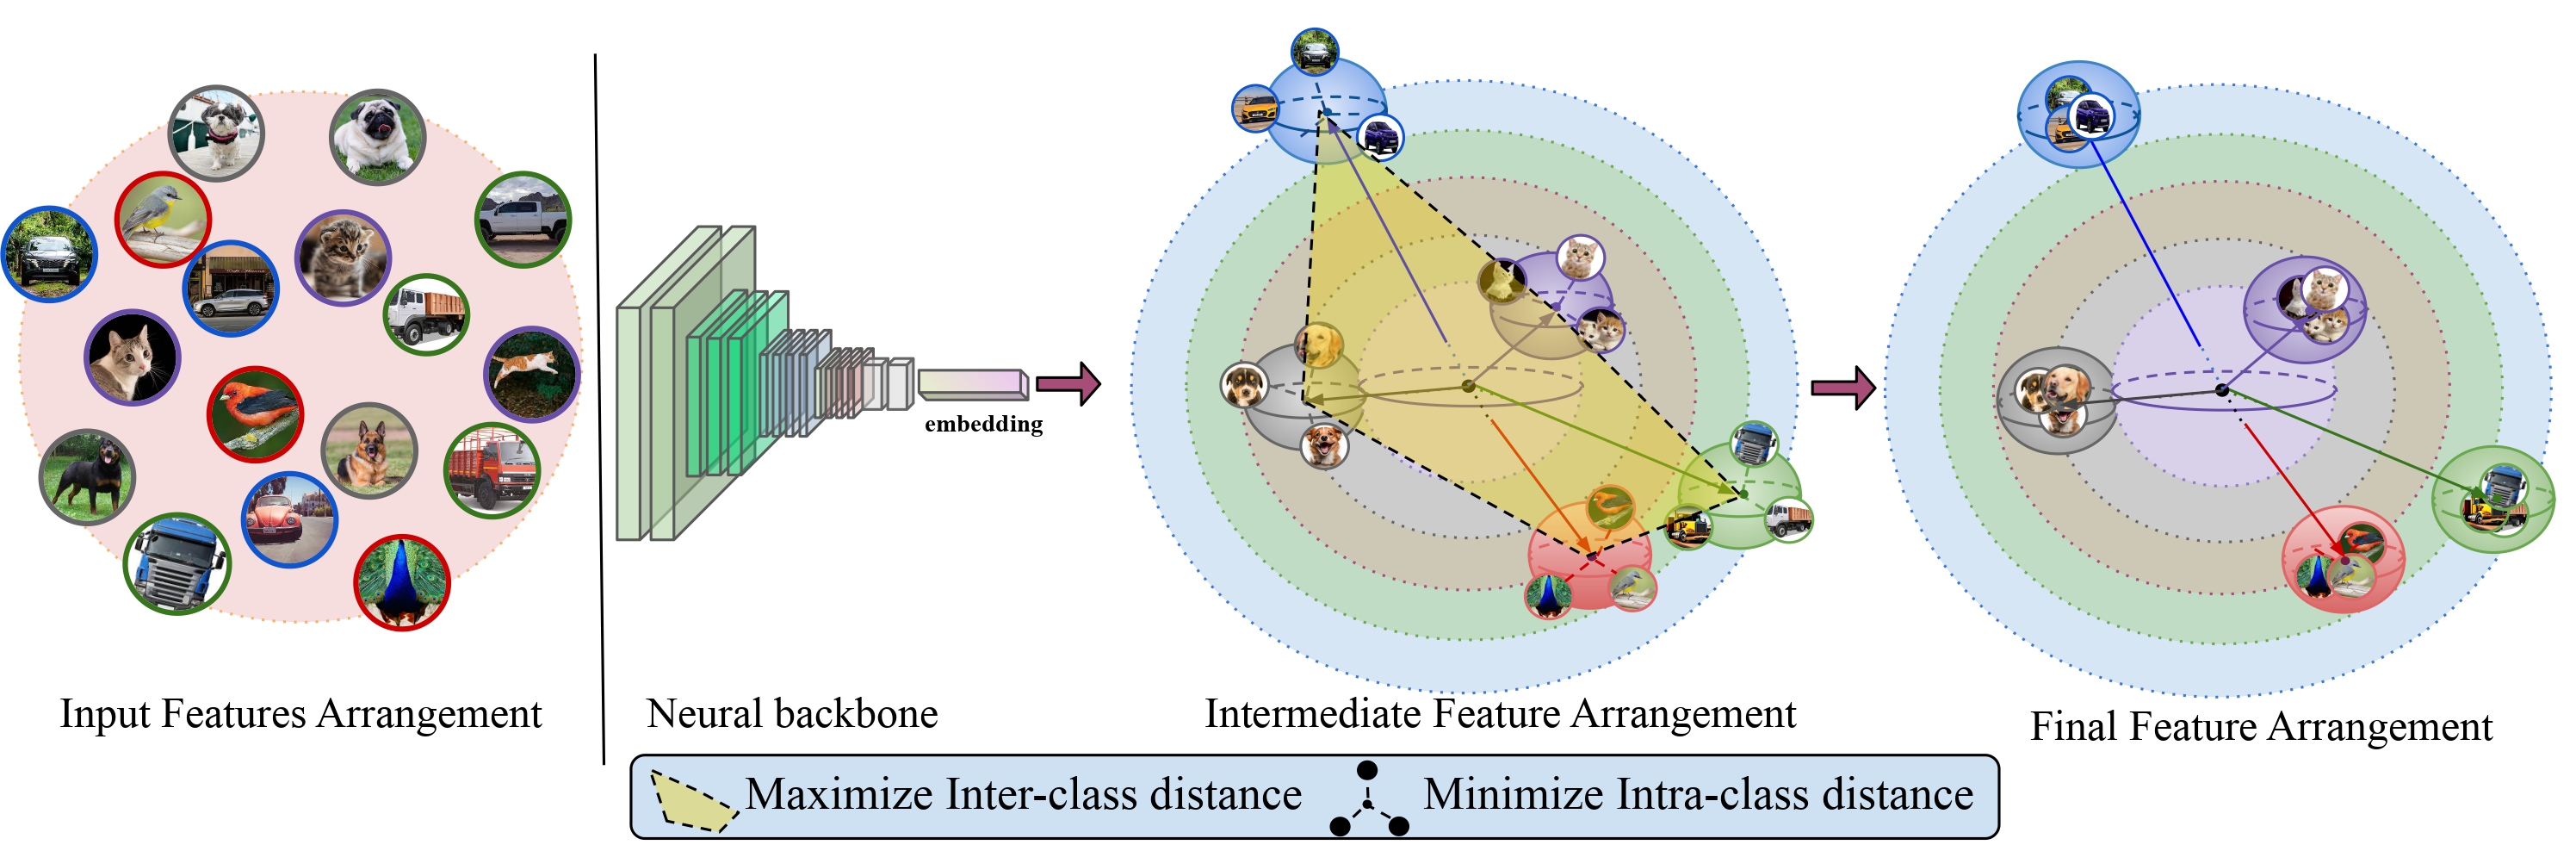 embedding
Input Features Arrangement
Neural backbone
Intermediate Feature Arrangement
Final Feature Arrangement
Maximize Inter-class distance
Minimize Intra-class distance